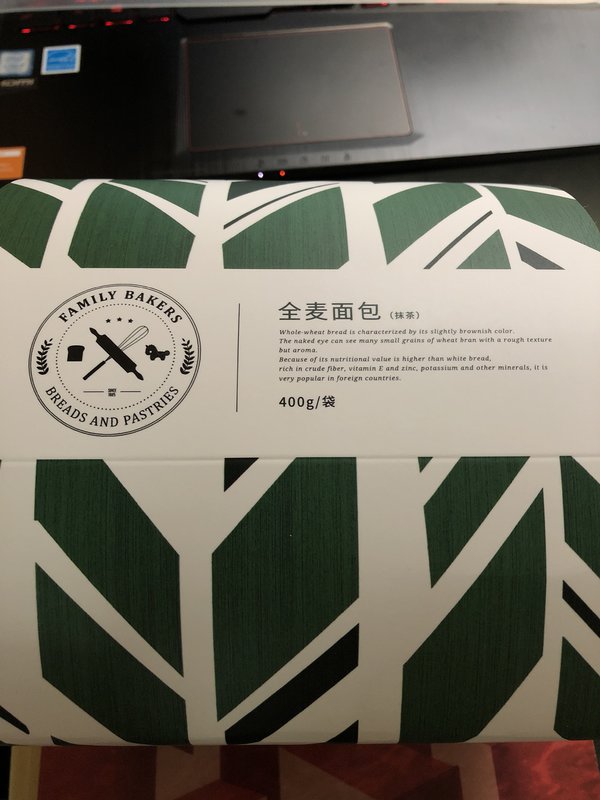 FAMILY BAKERS
BREADS AND PASTRIES
全麦面包(抹茶)
Whole-wheat bread is characterized by its slightly brownish color.
The naked eye can see many small grains of wheat bran with a rough texture
but aroma.
Because of its nutritional value is higher than white bread,
rich in crude fiber, vitamin E and zinc, potassium and other minerals, it is
very popular in foreign countries.
400g/袋